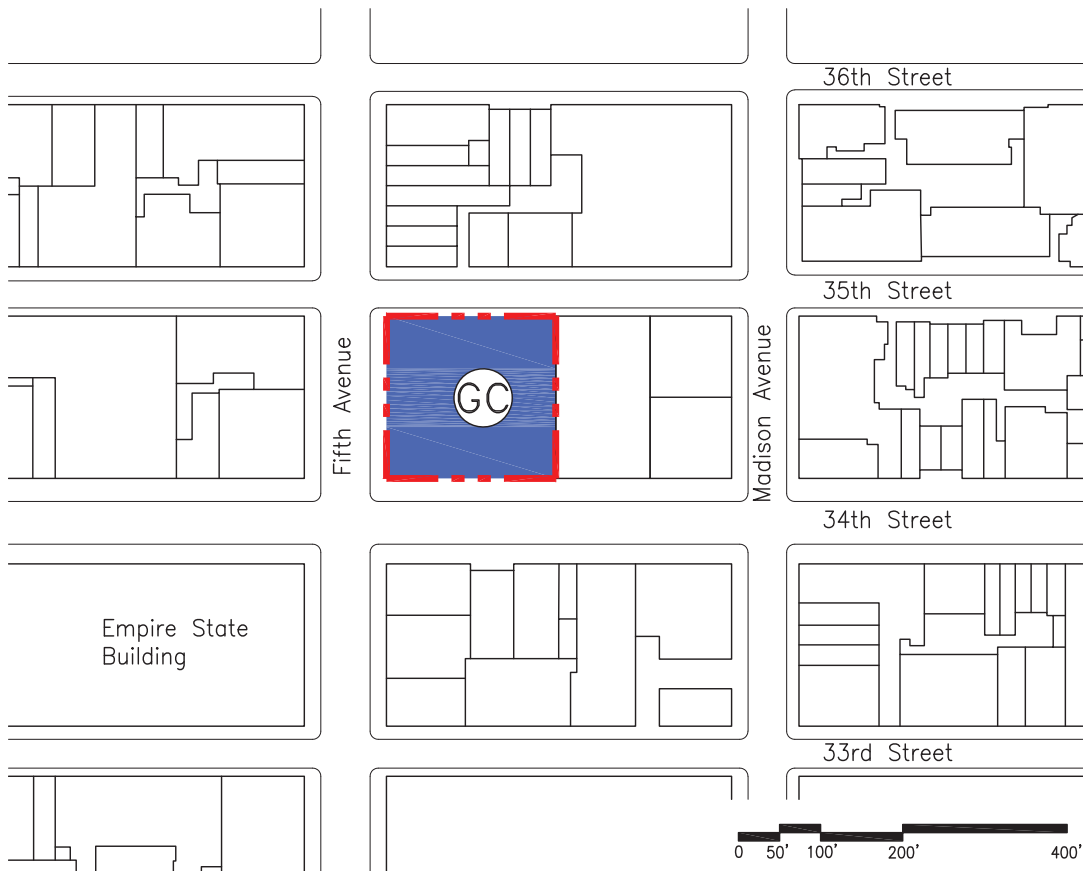 36th Street
35th Street
Fifth Avenue
GC
Madison Avenue
34th Street
Empire State
Building
33rd Street
0 50' 100' 200' 400'